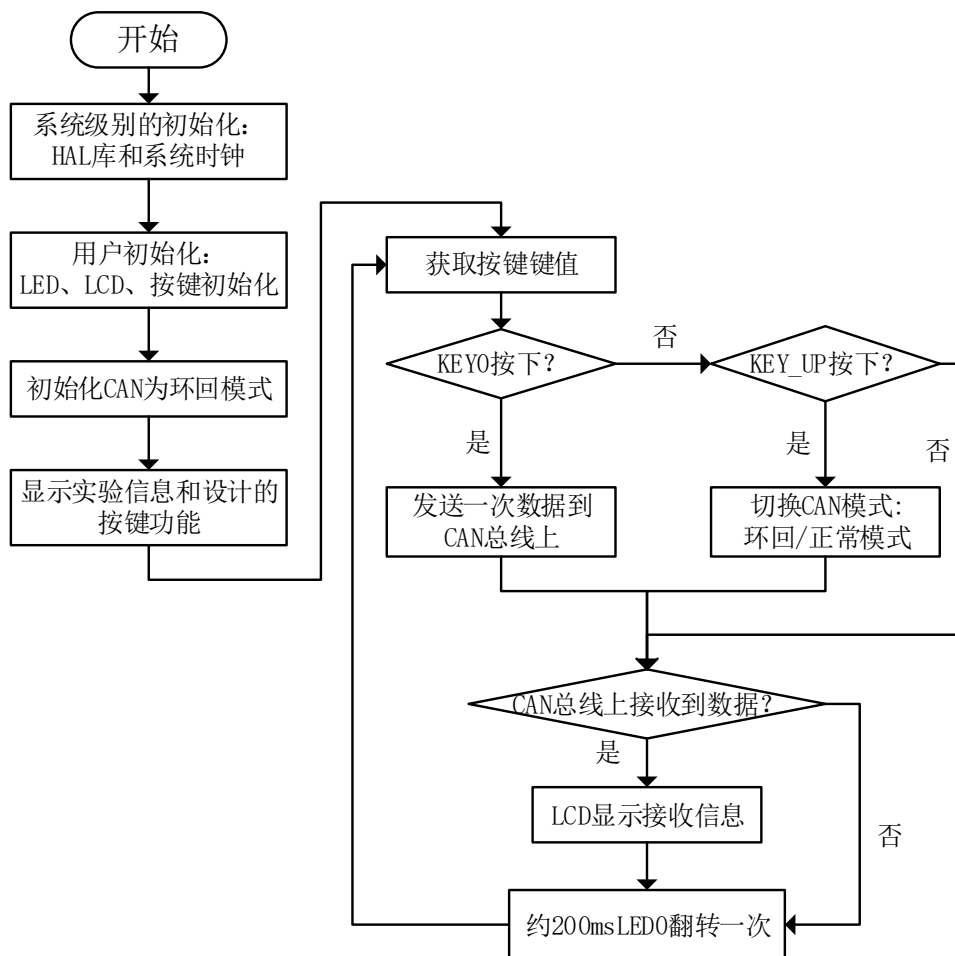 开始
系统级别的初始化：
HAL库和系统时钟
用户初始化：
LED、LCD、按键初始化
初始化CAN为环回模式
显示实验信息和设计的
按键功能
获取按键键值
KEY0按下？
否
KEY_UP按下？
是
是
否
发送一次数据到
CAN总线上
切换CAN模式:
环回/正常模式
CAN总线上接收到数据？
是
LCD显示接收信息
否
约200msLED0翻转一次